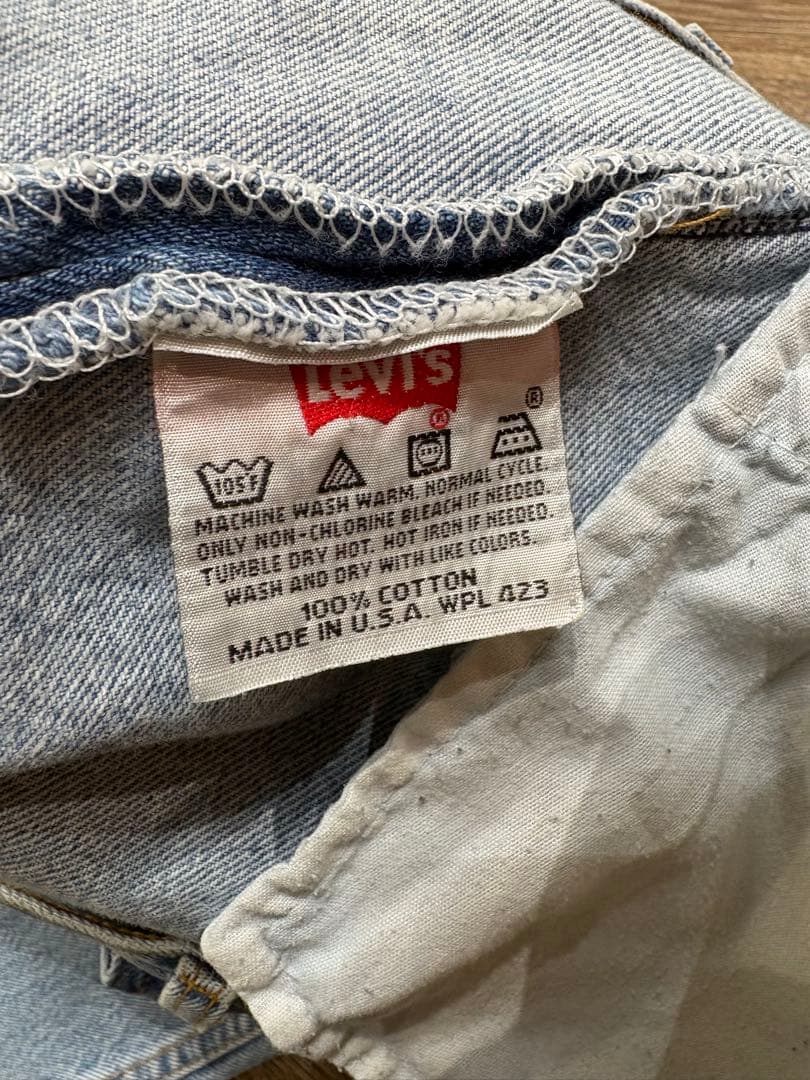 Levi's
®
®
105F
MACHINE WASH WARM. NORMAL CYCLE.
ONLY NON-CHLORINE BLEACH IF NEEDED.
TUMBLE DRY HOT. HOT IRON IF NEEDED.
WASH AND DRY WITH LIKE COLORS.
100% COTTON
MADE IN U.S.A. WPL 423